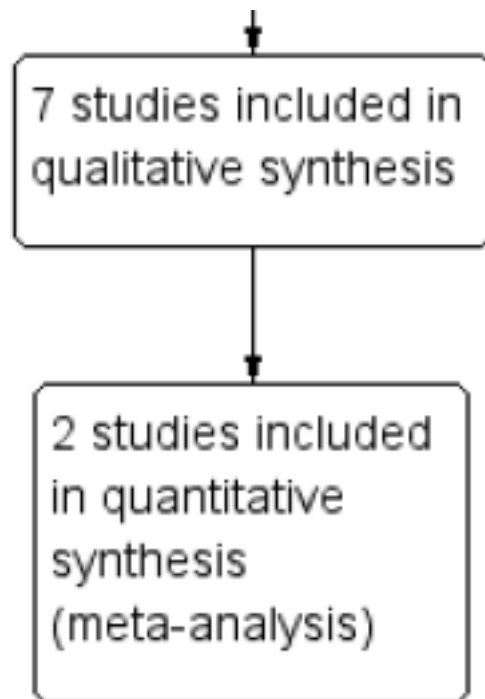 7 studies included in
qualitative synthesis
2 studies included
in quantitative
synthesis
(meta-analysis)